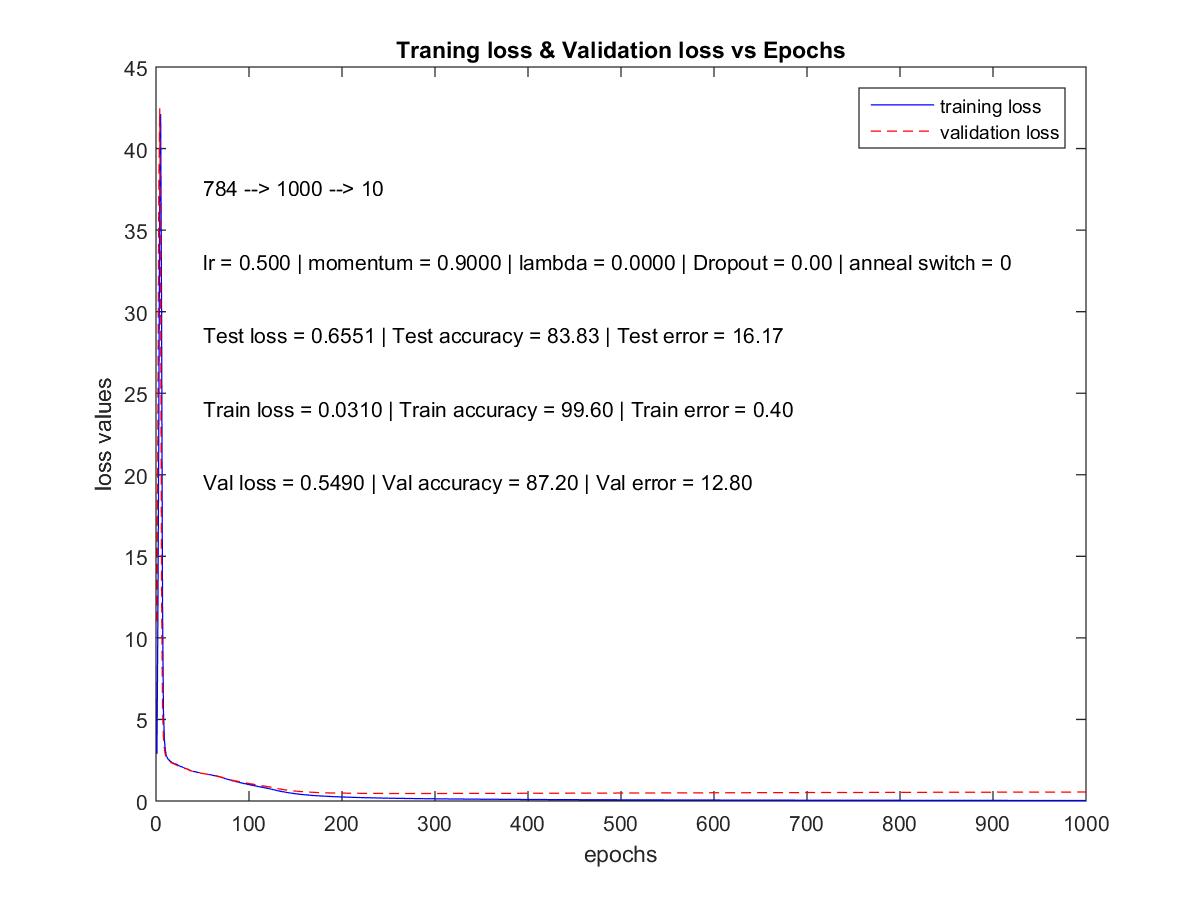 Traning loss & Validation loss vs Epochs
45
40
35
30
25
20
15
10
5
0
loss values
training loss
validation loss
784 --> 1000 --> 10
lr = 0.500 | momentum = 0.9000 | lambda = 0.0000 | Dropout = 0.00 | anneal switch = 0
Test loss = 0.6551 | Test accuracy = 83.83 | Test error = 16.17
Train loss = 0.0310 | Train accuracy = 99.60 | Train error = 0.40
Val loss = 0.5490 | Val accuracy = 87.20 | Val error = 12.80
0 100 200 300 400 500 600 700 800 900 1000
epochs